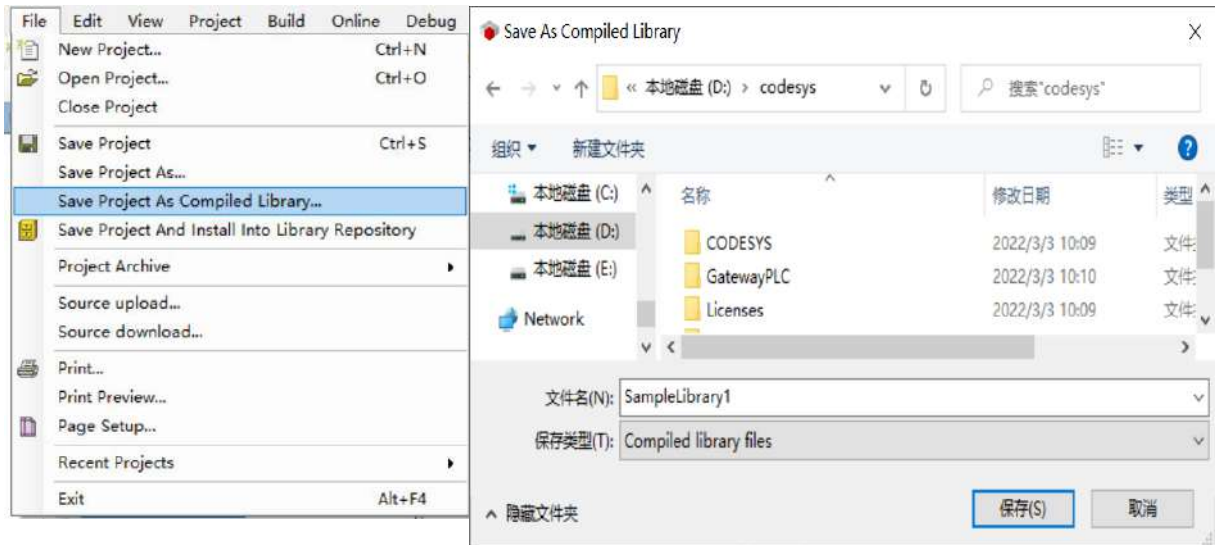 File Edit View Project Build Online Debug
New Project... Ctrl+N
Open Project... Ctrl+O
Close Project
Save Project Ctrl+S
Save Project As...
Save Project As Compiled Library...
Save Project And Install Into Library Repository
Project Archive
Source upload...
Source download...
Print...
Print Preview...
Page Setup...
Recent Projects
Exit Alt+F4
Save As Compiled Library
« 本地磁盘 (D:) › codesys
搜索"codesys"
组织 新建文件夹
本地磁盘 (C:)
本地磁盘 (D:)
本地磁盘 (E:)
Network
名称 修改日期 类型
CODESYS 2022/3/3 10:09 文件
GatewayPLC 2022/3/3 10:10 文件
Licenses 2022/3/3 10:09 文件
文件名(N): SampleLibrary1
保存类型(T): Compiled library files
隐藏文件夹 保存(S) 取消